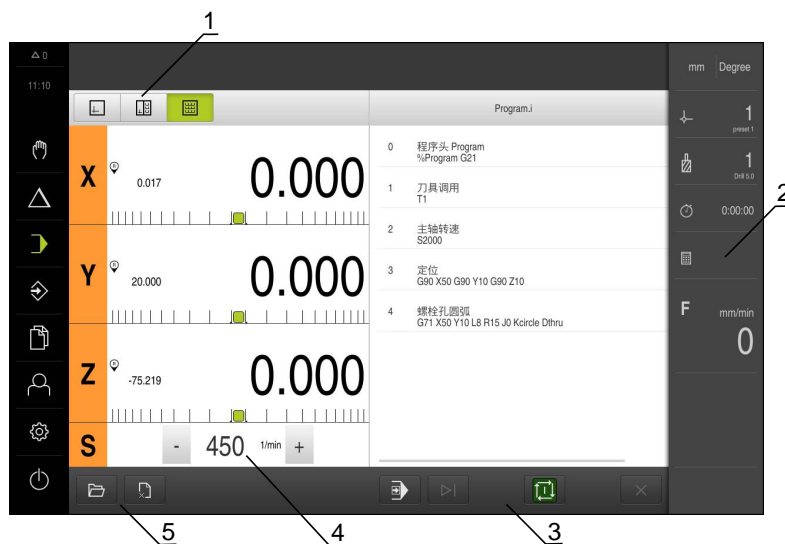 1
0
11:10
mm Degree
Program.i
1
preset 1
X
R
0.017
0.000
0 程序头 Program
%Program G21
1 刀具调用
T1
1
Drill 5.0
2
0:00:00
2 主轴转速
S2000
Y
R
20.000
0.000
3 定位
G90 X50 G90 Y10 G90 Z10
4 螺栓孔圆弧
G71 X50 Y10 L8 R15 J0 Kcircle Dthru
F mm/min
0
Z
R
-75.219
0.000
S - 450 1/min +
5
4
3